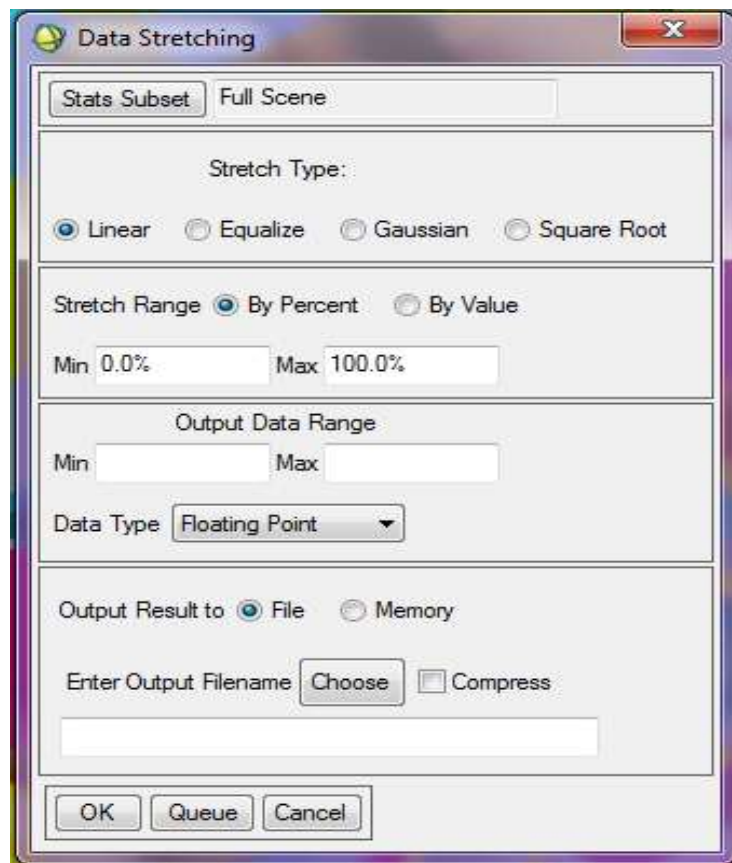 Data Stretching
Stats Subset Full Scene
Stretch Type:
Linear Equalize Gaussian Square Root
Stretch Range By Percent By Value
Min 0.0% Max 100.0%
Output Data Range
Min Max
Data Type Floating Point
Output Result to File Memory
Enter Output Filename Choose Compress
OK Queue Cancel